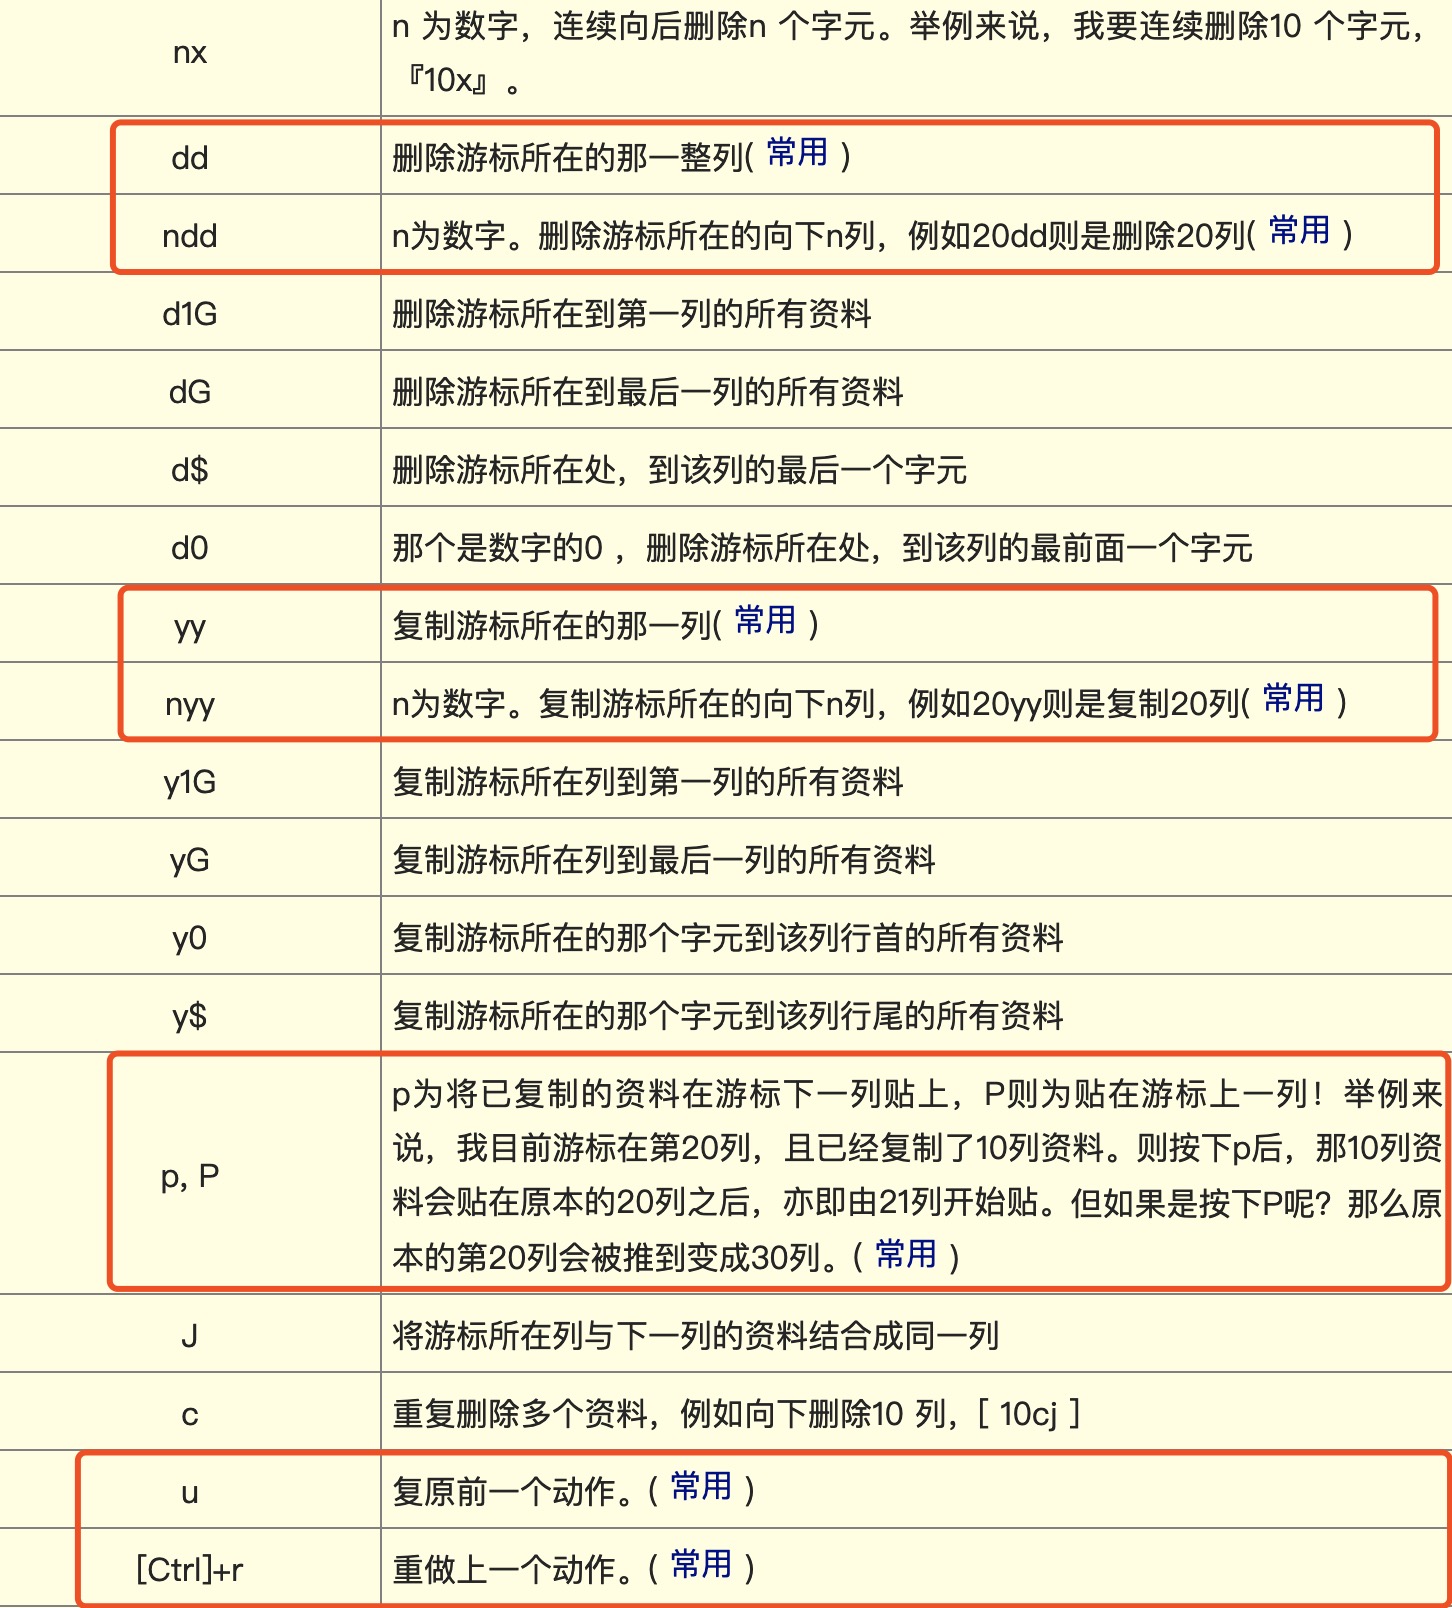 nx
n 为数字，连续向后删除n 个字元。举例来说，我要连续删除10 个字元，
『10x』。
dd
删除游标所在的那一整列( 常用 )
ndd
n为数字。删除游标所在的向下n列，例如20dd则是删除20列( 常用 )
d1G
删除游标所在到第一列的所有资料
dG
删除游标所在到最后一列的所有资料
d$
删除游标所在处，到该列的最后一个字元
d0
那个是数字的0 ，删除游标所在处，到该列的最前面一个字元
yy
复制游标所在的那一列( 常用 )
nyy
n为数字。复制游标所在的向下n列，例如20yy则是复制20列( 常用 )
y1G
复制游标所在列到第一列的所有资料
yG
复制游标所在列到最后一列的所有资料
y0
复制游标所在的那个字元到该列行首的所有资料
y$
复制游标所在的那个字元到该列行尾的所有资料
p, P
p为将已复制的资料在游标下一列贴上，P则为贴在游标上一列！举例来
说，我目前游标在第20列，且已经复制了10列资料。则按下p后，那10列资
料会贴在原本的20列之后，亦即由21列开始贴。但如果是按下P呢？那么原
本的第20列会被推到变成30列。( 常用 )
J
将游标所在列与下一列的资料结合成同一列
c
重复删除多个资料，例如向下删除10 列，[ 10cj ]
u
复原前一个动作。( 常用 )
[Ctrl]+r
重做上一个动作。( 常用 )